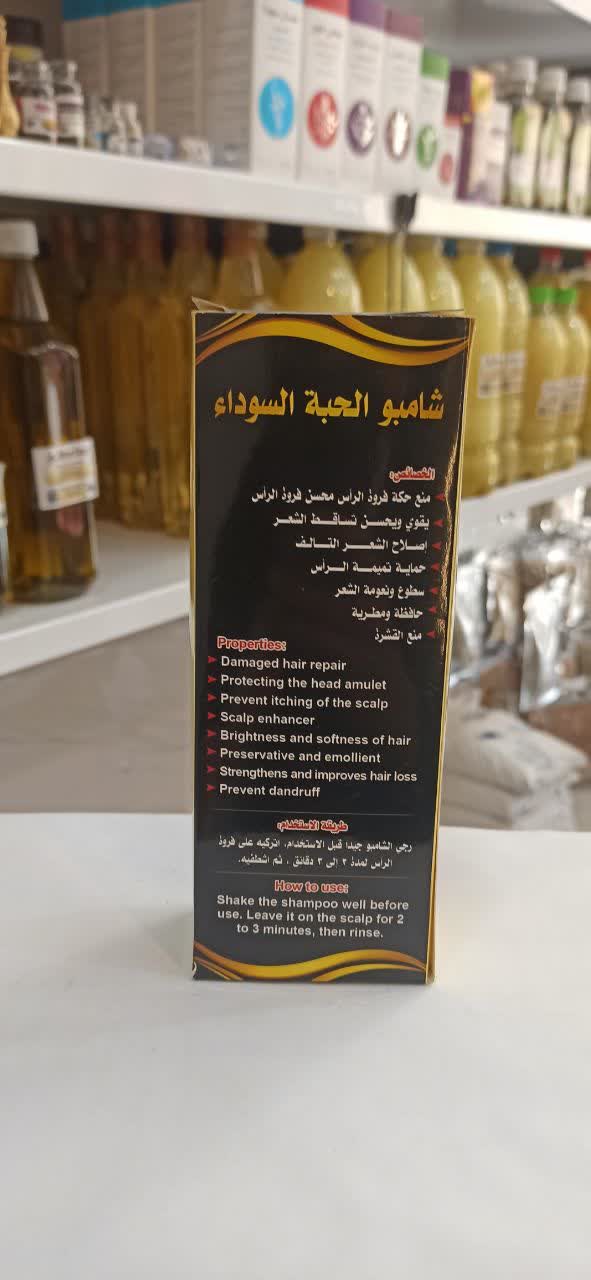 شامبو الحبة السوداء
الخصائص:
منع حكة فروة الرأس محسن فروة الرأس
يقوي ويحسن تساقط الشعر
إصلاح الشعر التالف
حماية تميمة الرأس
سطوع ونعومة الشعر
حافظة ومطرية
منع القشرة
Properties:
Damaged hair repair
Protecting the head amulet
Prevent itching of the scalp
Scalp enhancer
Brightness and softness of hair
Preservative and emollient
Strengthens and improves hair loss
Prevent dandruff
طريقة الاستخدام:
رجي الشامبو جيدا قبل الاستخدام، اتركيه على فروة
الرأس لمدة ٢ إلى ٣ دقائق ، ثم اشطفيه.
How to use:
Shake the shampoo well before
use. Leave it on the scalp for 2
to 3 minutes, then rinse.